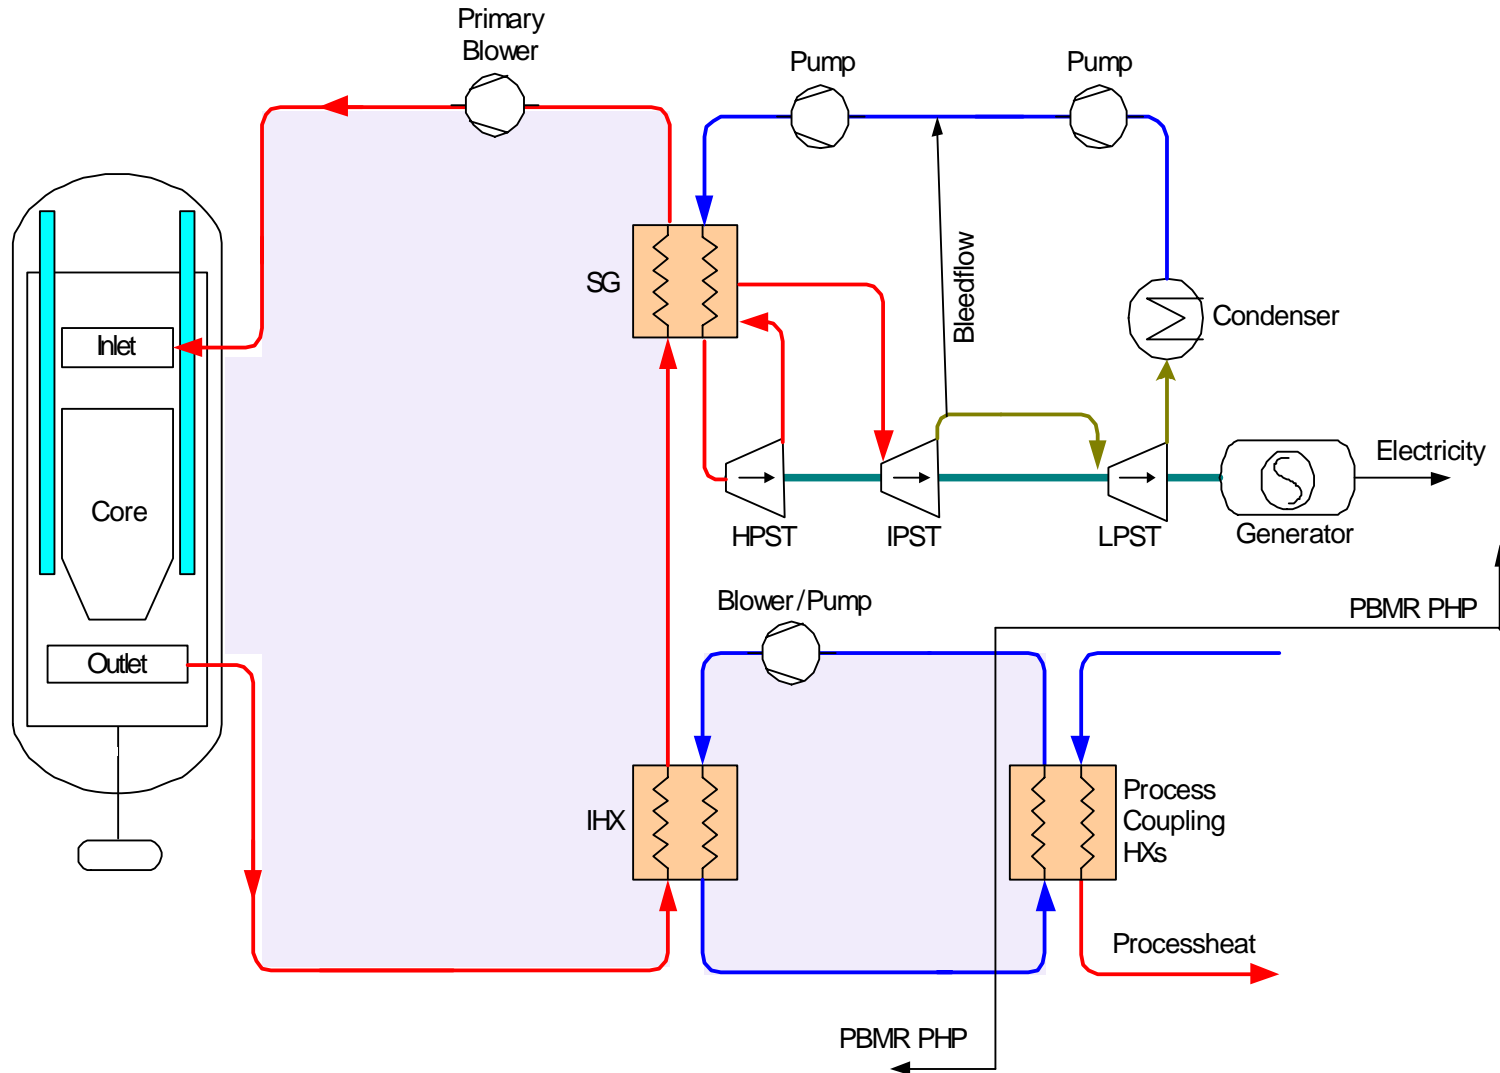 Primary
Blower
Pump
Pump
SG
Bleedflow
Condenser
Inlet
Core
Outlet
HPST
IPST
LPST
Generator
Electricity
Blower/Pump
PBMR PHP
IHX
Process
Coupling
HXs
Processheat
PBMR PHP